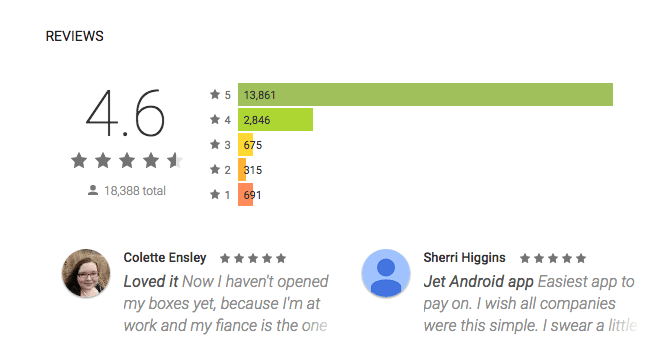 REVIEWS
4.6
18,388 total
5 13,861
4 2,846
3 675
2 315
1 691
Colette Ensley
Loved it Now I haven't opened
my boxes yet, because I'm at
work and my fiance is the one
Sherri Higgins
Jet Android app Easiest app to
pay on. I wish all companies
were this simple. I swear a little